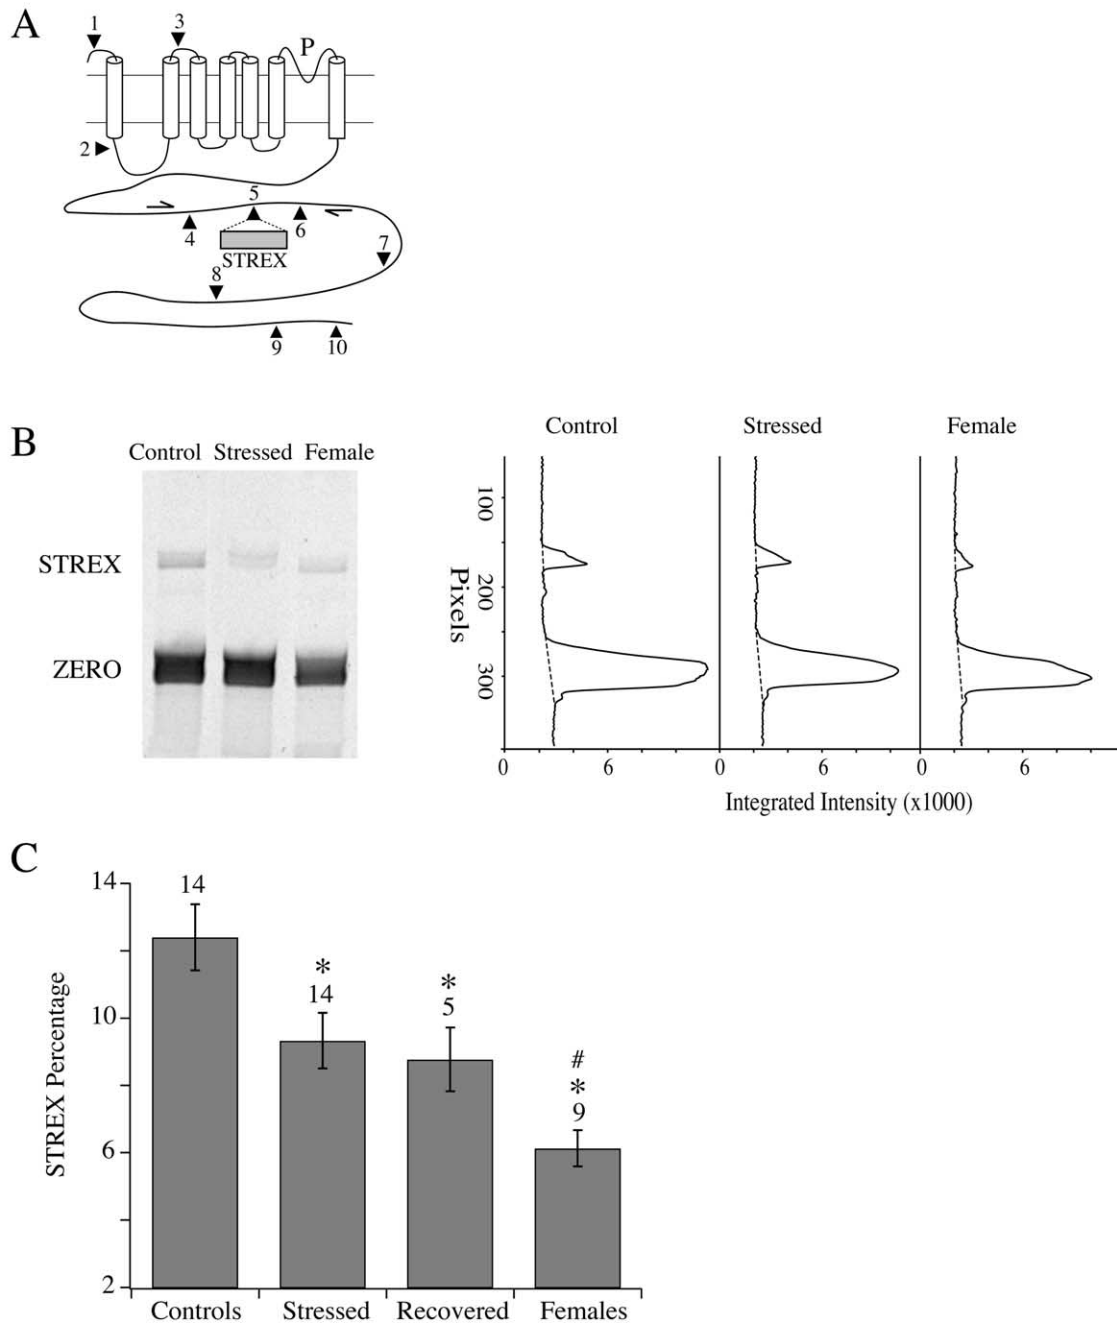 A
1
3
P
2
5
4
6
STREX
7
8
9
10
B
Control Stressed Female
STREX
ZERO
Control
Stressed
Female
100
200
300
Pixels
0 6 0 6 0 6
Integrated Intensity (x1000)
C
STREX Percentage
14
10
6
2
14
*
14
*
5
#
*
9
Controls Stressed Recovered Females